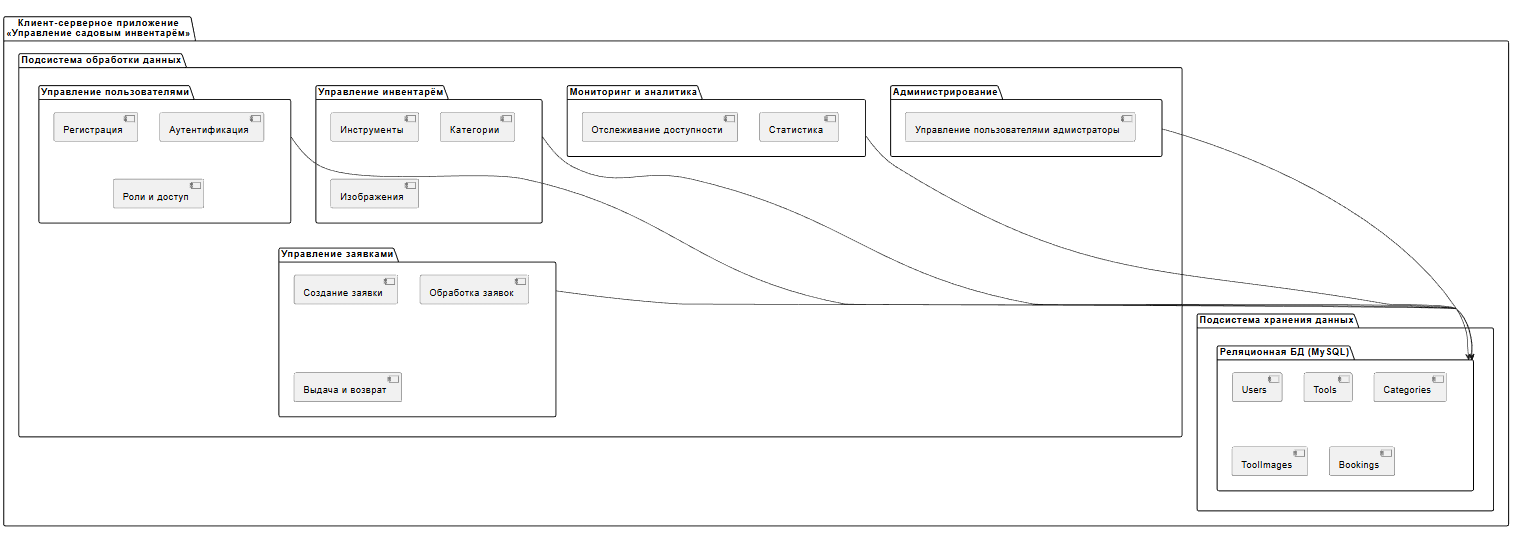 Клиент-серверное приложение
«Управление садовым инвентарём»
Подсистема обработки данных
Управление пользователями
Регистрация
Аутентификация
Роли и доступ
Управление инвентарём
Инструменты
Категории
Изображения
Мониторинг и аналитика
Отслеживание доступности
Статистика
Администрирование
Управление пользователями адмистраторы
Управление заявками
Создание заявки
Обработка заявок
Выдача и возврат
Подсистема хранения данных
Реляционная БД (MySQL)
Users
Tools
Categories
ToolImages
Bookings